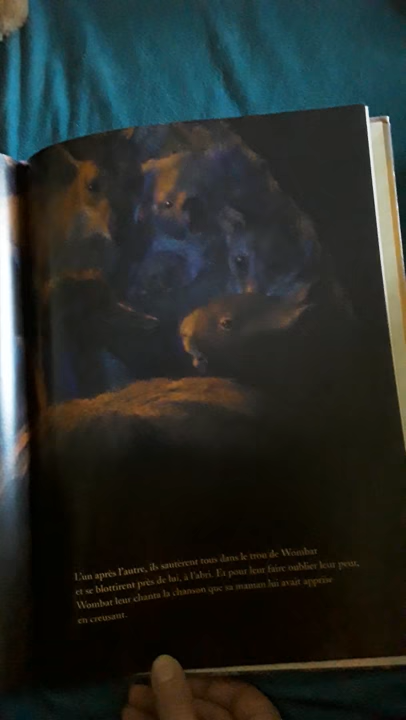 L'un après l'autre, ils sautèrent tous dans le trou de Wombat
et se blottirent près de lui, à l'abri. Et pour leur faire oublier leur peur,
Wombat leur chanta la chanson que sa maman lui avait apprise
en creusant.